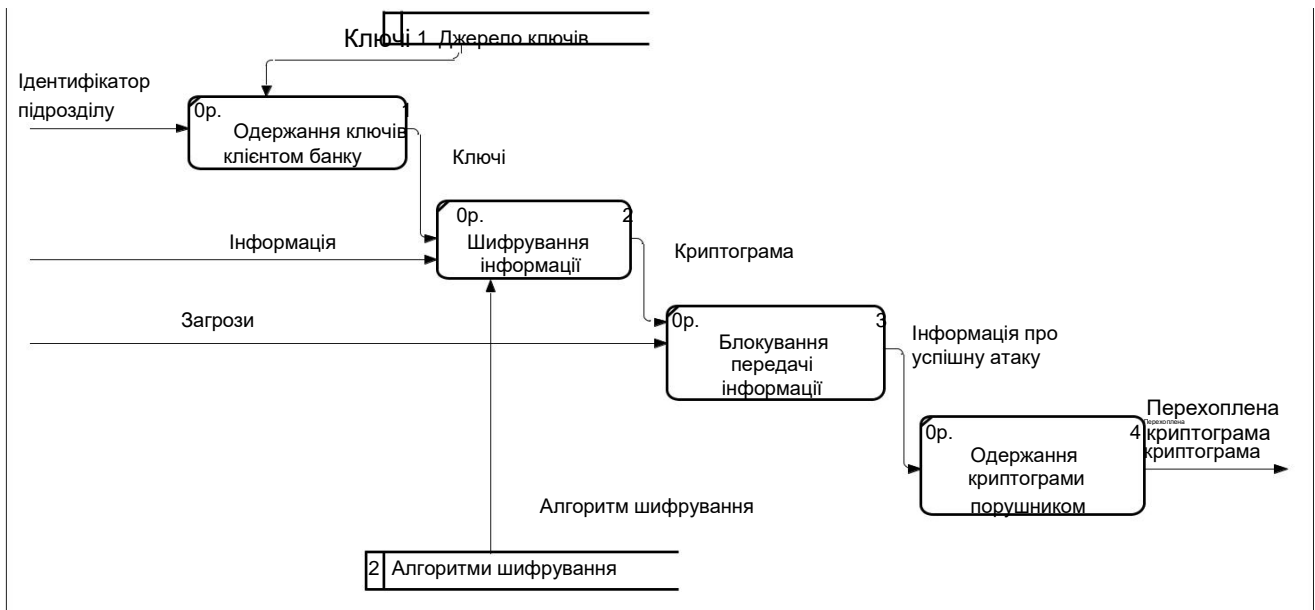 Ключі 1 Джерело ключів
Ідентифікатор
підрозділу
0р. 1
Одержання ключів
клієнтом банку
Ключі
0р. 2
Шифрування
інформації
Інформація
Криптограма
Загрози
0р. 3
Блокування
передачі
інформації
Інформація про
успішну атаку
Перехоплена
Перехоплена
криптограма
криптограма
0р. 4
Одержання
криптограми
порушником
Алгоритм шифрування
2 Алгоритми шифрування